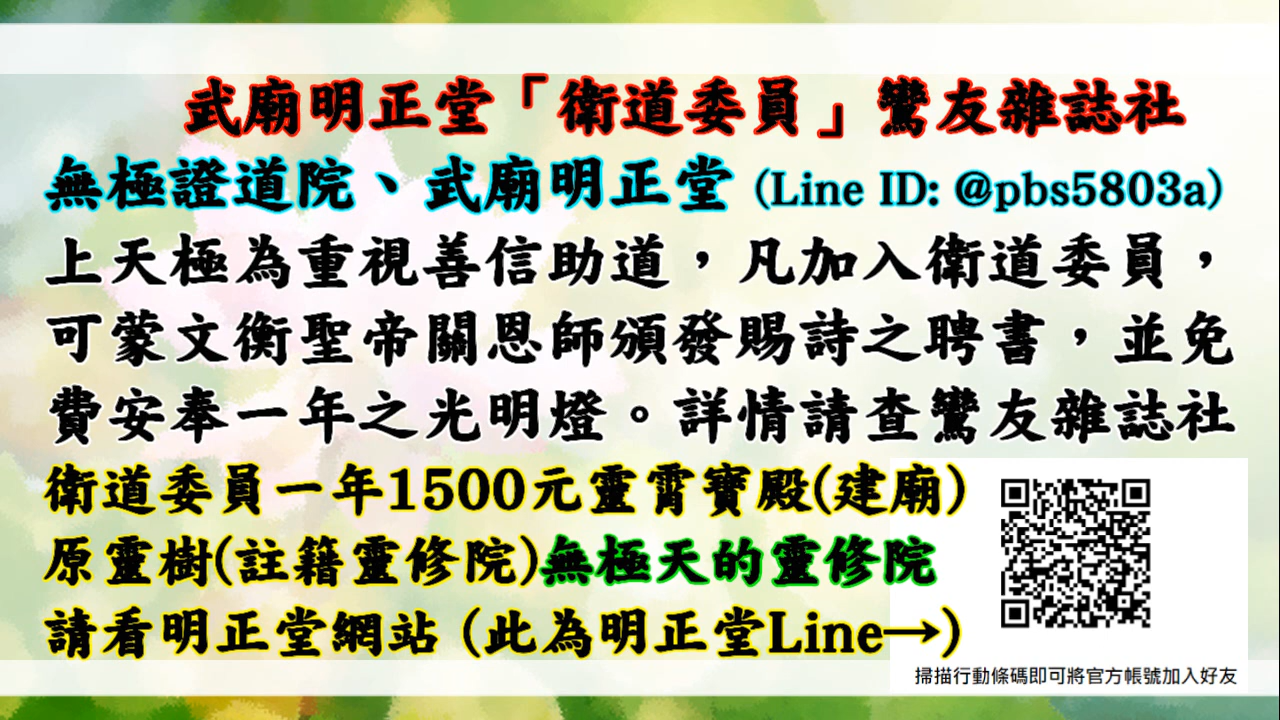 武廟明正堂「衛道委員」鸞友雜誌社
無極證道院、武廟明正堂 (Line ID: @pbs5803a)
上天極為重視善信助道，凡加入衛道委員，
可蒙文衡聖帝關恩師頒發賜詩之聘書，並免
費安奉一年之光明燈。詳情請查鸞友雜誌社
衛道委員一年1500元靈霄寶殿(建廟)
原靈樹(註籍靈修院)無極天的靈修院
請看明正堂網站 (此為明正堂Line→)
掃描行動條碼即可將官方帳號加入好友